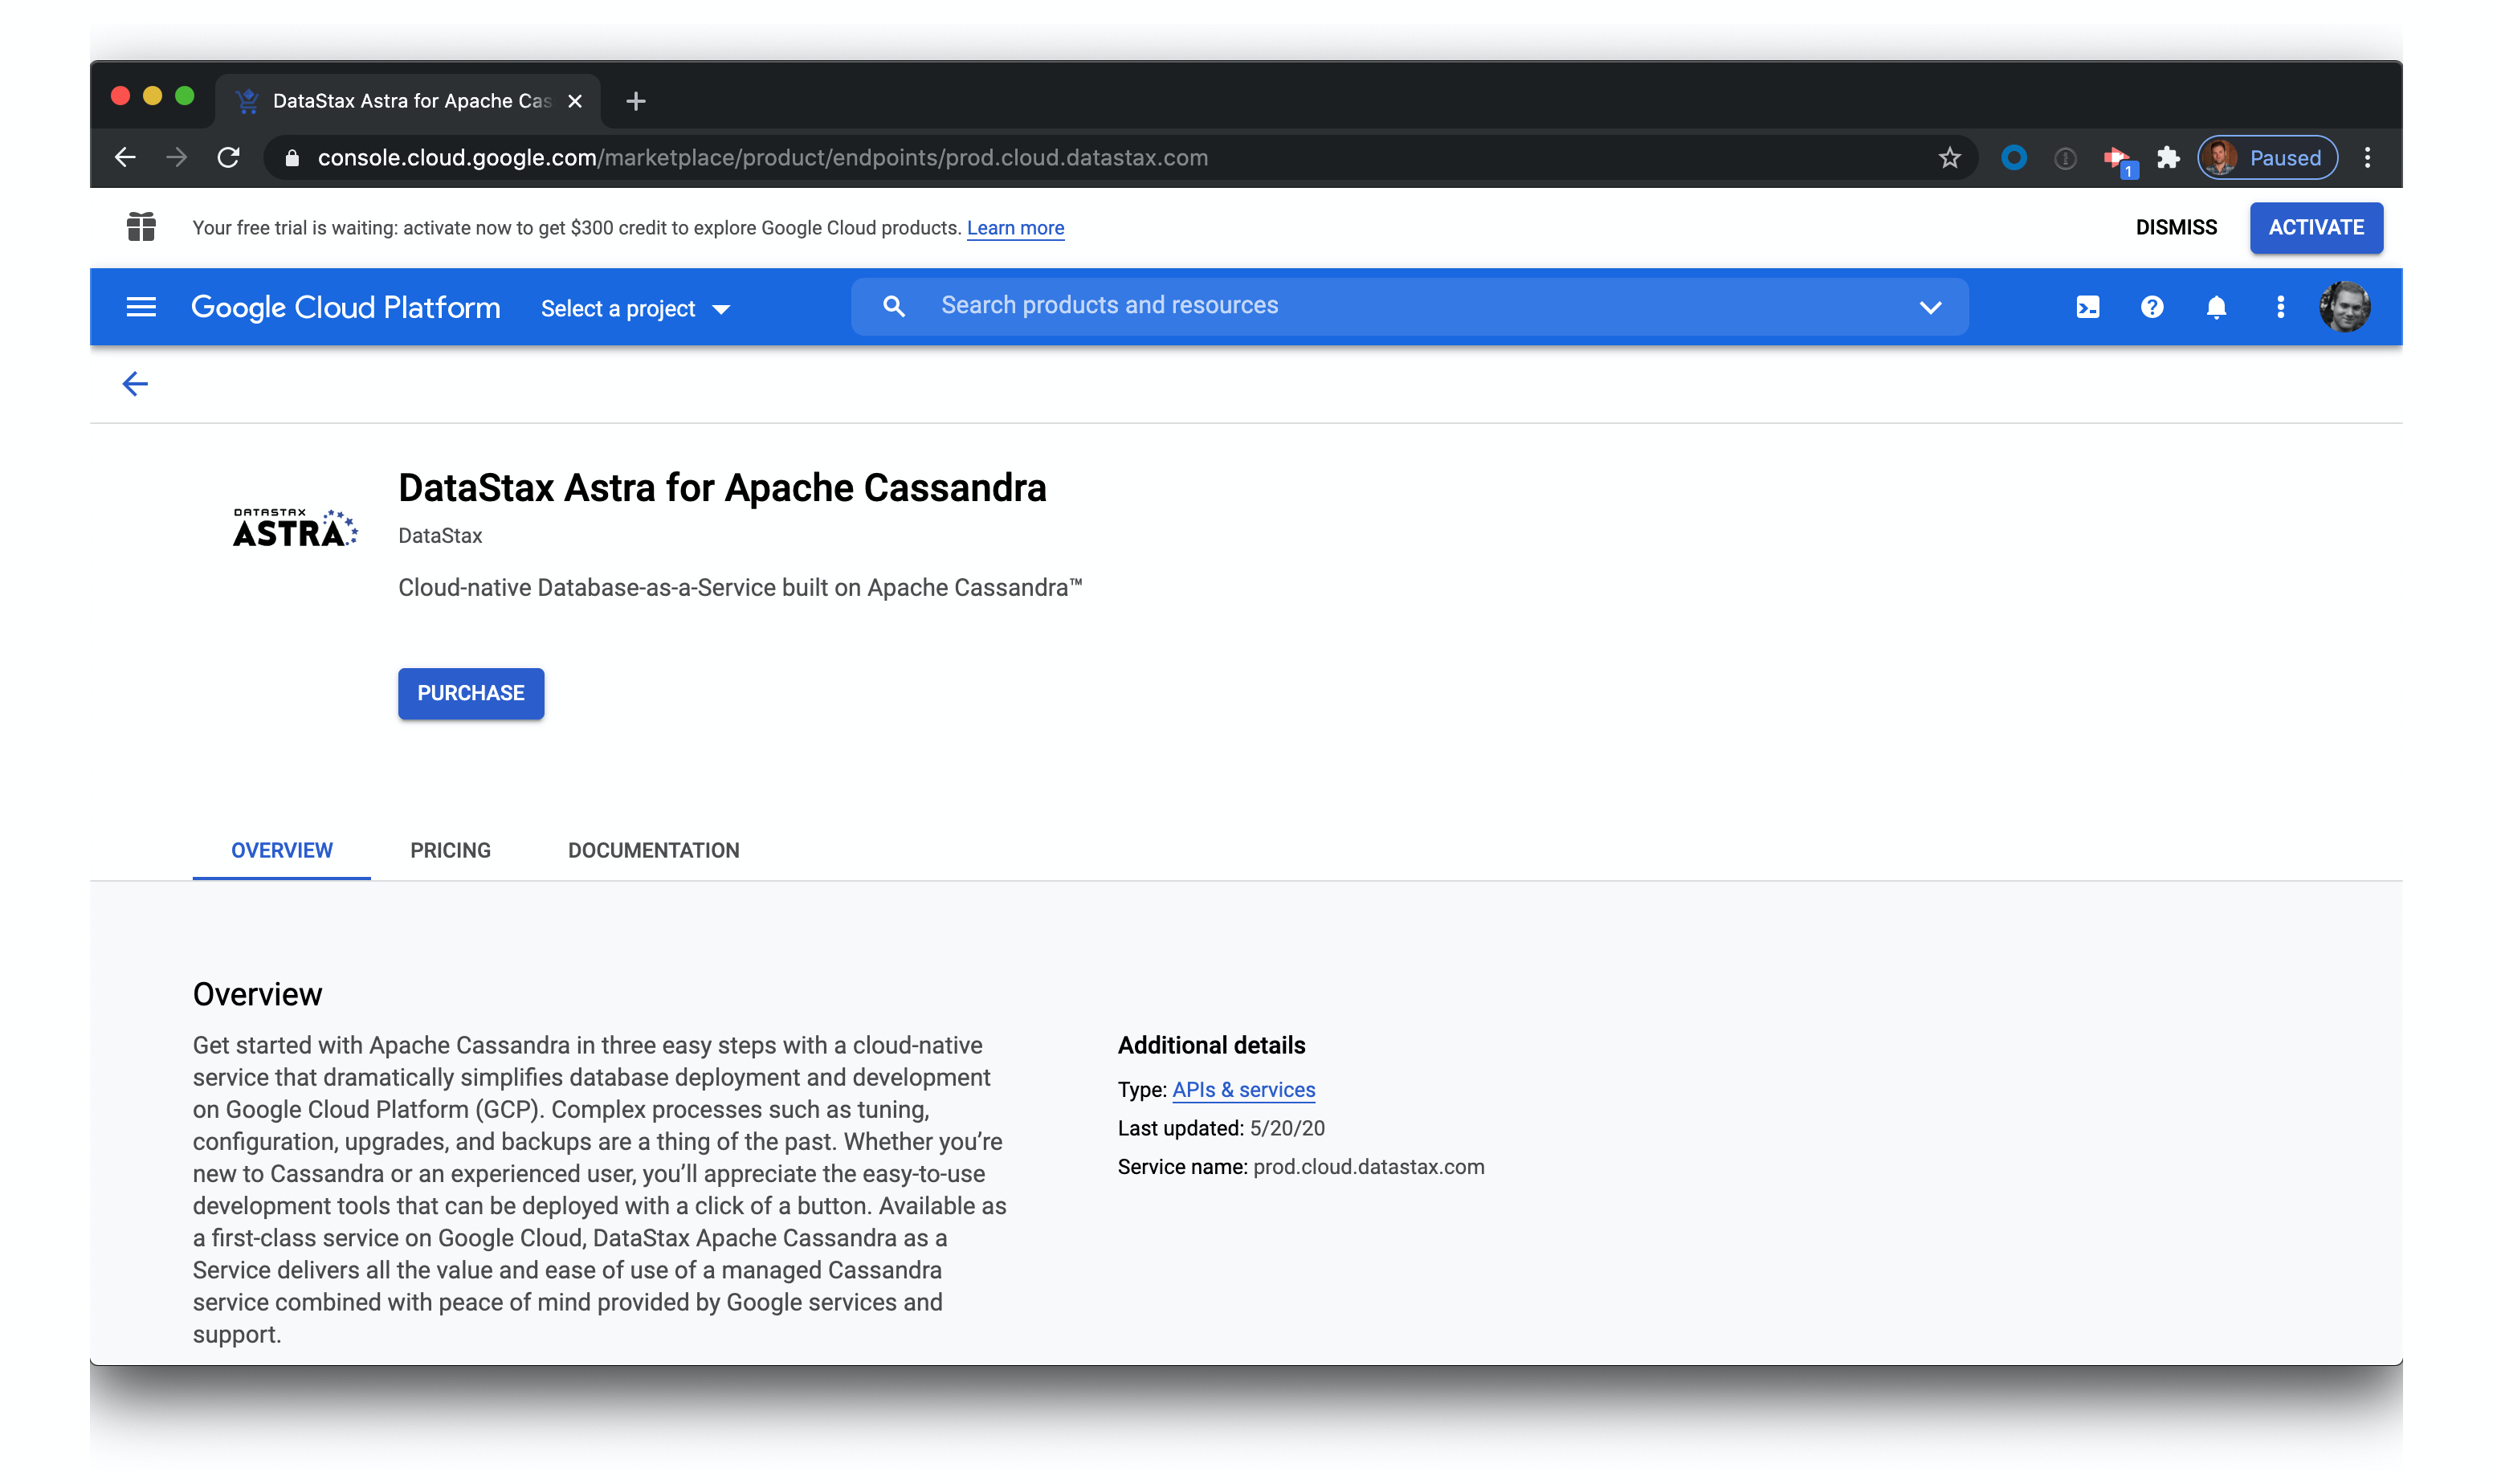 DataStax Astra for Apache Cas
console.cloud.google.com/marketplace/product/endpoints/prod.cloud.datastax.com
1
Paused
Your free trial is waiting: activate now to get $300 credit to explore Google Cloud products. Learn more
DISMISS
ACTIVATE
Google Cloud Platform
Select a project
Search products and resources
DATASTAX
ASTRA
DataStax Astra for Apache Cassandra
DataStax
Cloud-native Database-as-a-Service built on Apache Cassandra™
PURCHASE
OVERVIEW
PRICING
DOCUMENTATION
Overview
Get started with Apache Cassandra in three easy steps with a cloud-native
service that dramatically simplifies database deployment and development
on Google Cloud Platform (GCP). Complex processes such as tuning,
configuration, upgrades, and backups are a thing of the past. Whether you’re
new to Cassandra or an experienced user, you’ll appreciate the easy-to-use
development tools that can be deployed with a click of a button. Available as
a first-class service on Google Cloud, DataStax Apache Cassandra as a
Service delivers all the value and ease of use of a managed Cassandra
service combined with peace of mind provided by Google services and
support.
Additional details
Type: APIs & services
Last updated: 5/20/20
Service name: prod.cloud.datastax.com